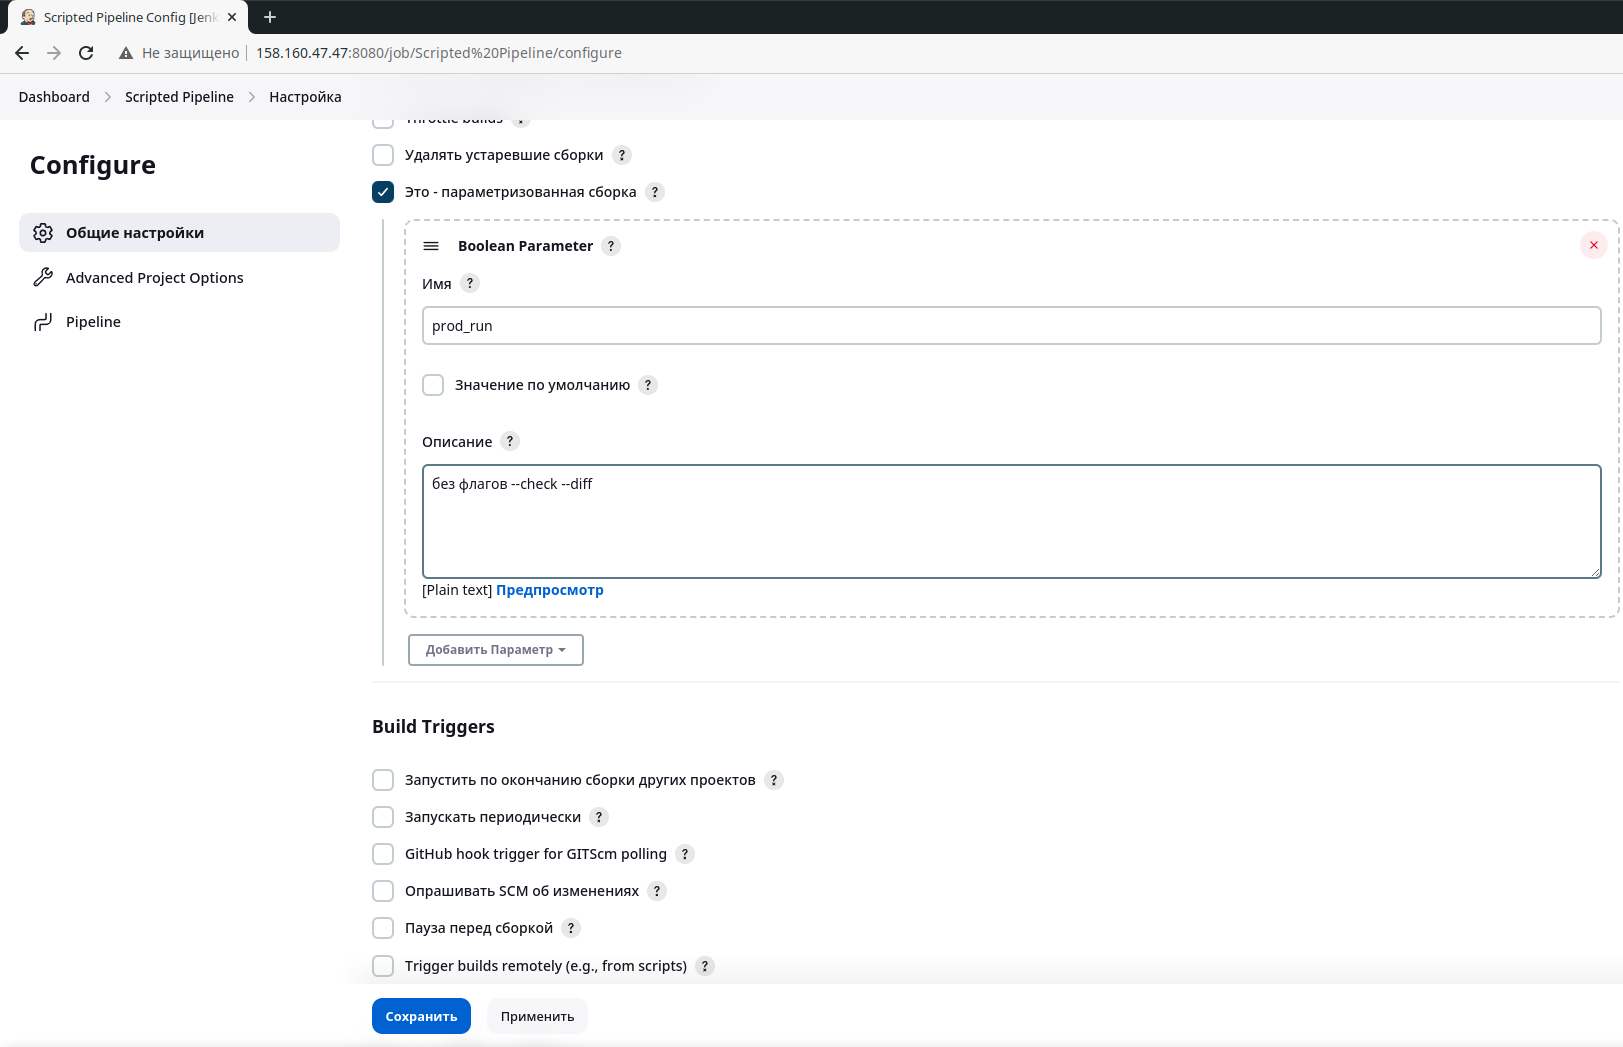 Scripted Pipeline Config [Jenk
Не защищено
158.160.47.47:8080/job/Scripted%20Pipeline/configure
Dashboard
Scripted Pipeline
Настройка
Configure
Общие настройки
Advanced Project Options
Pipeline
Throttle builds ?
Удалять устаревшие сборки ?
Это - параметризованная сборка ?
Boolean Parameter ?
Имя ?
prod_run
Значение по умолчанию ?
Описание ?
без флагов --check --diff
[Plain text] Предпросмотр
Добавить Параметр
Build Triggers
Запустить по окончанию сборки других проектов ?
Запускать периодически ?
GitHub hook trigger for GITScm polling ?
Опрашивать SCM об изменениях ?
Пауза перед сборкой ?
Trigger builds remotely (e.g., from scripts) ?
Сохранить
Применить